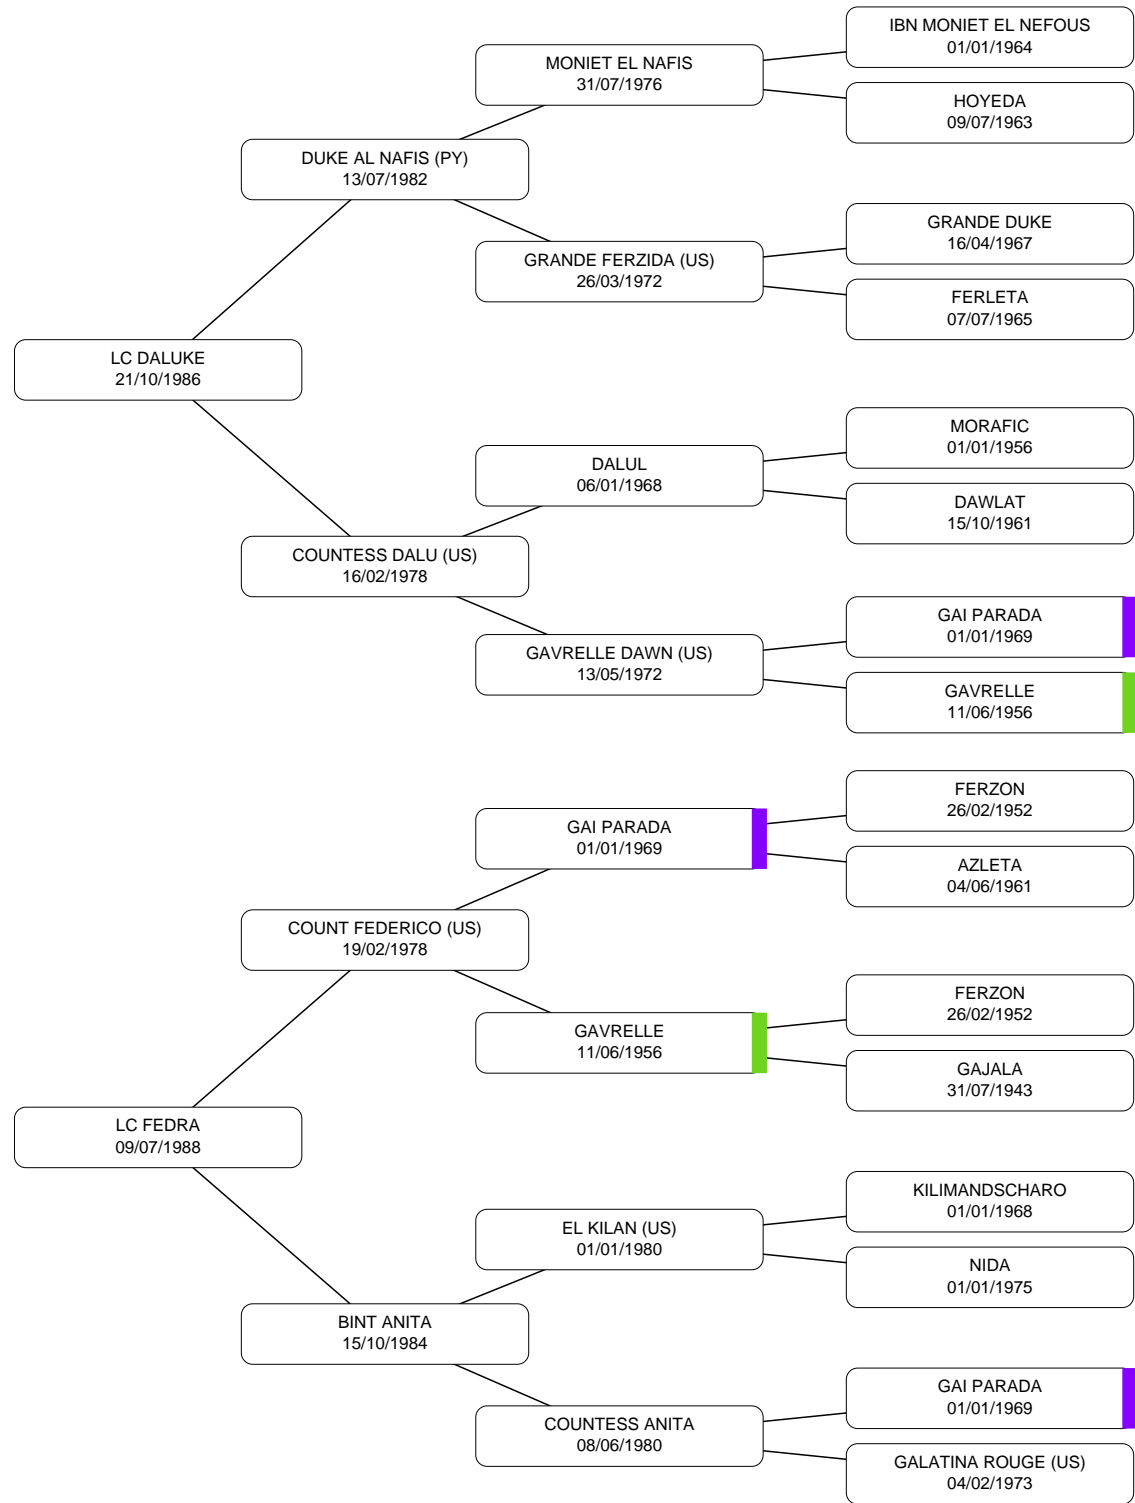 IBN MONIET EL NEFOUS
01/01/1964
MONIET EL NAFIS
31/07/1976
HOYEDA
09/07/1963
DUKE AL NAFIS (PY)
13/07/1982
GRANDE DUKE
16/04/1967
GRANDE FERZIDA (US)
26/03/1972
FERLETA
07/07/1965
LC DALUKE
21/10/1986
MORAFIC
01/01/1956
DALUL
06/01/1968
DAWLAT
15/10/1961
COUNTESS DALU (US)
16/02/1978
GAI PARADA
01/01/1969
GAVRELLE DAWN (US)
13/05/1972
GAVRELLE
11/06/1956
FERZON
26/02/1952
GAI PARADA
01/01/1969
AZLETA
04/06/1961
COUNT FEDERICO (US)
19/02/1978
FERZON
26/02/1952
GAVRELLE
11/06/1956
GAJALA
31/07/1943
LC FEDRA
09/07/1988
KILIMANDSCHARO
01/01/1968
EL KILAN (US)
01/01/1980
NIDA
01/01/1975
BINT ANITA
15/10/1984
GAI PARADA
01/01/1969
COUNTESS ANITA
08/06/1980
GALATINA ROUGE (US)
04/02/1973